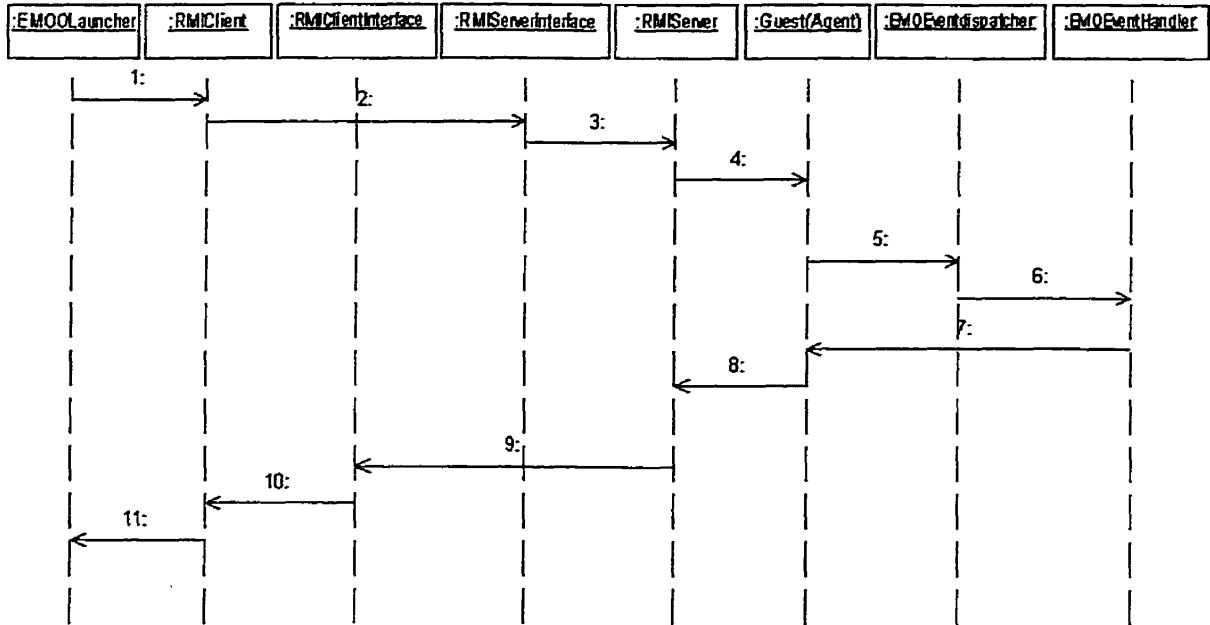 :EMOOLauncher
:RMIClient
:RMIClientInterface
:RMIServerInterface
:RMIServer
:Guest(Agent)
:EMOEventdispatcher
:EMOEventHandler
1:
2:
3:
4:
5:
6:
7:
8:
9:
10:
11: